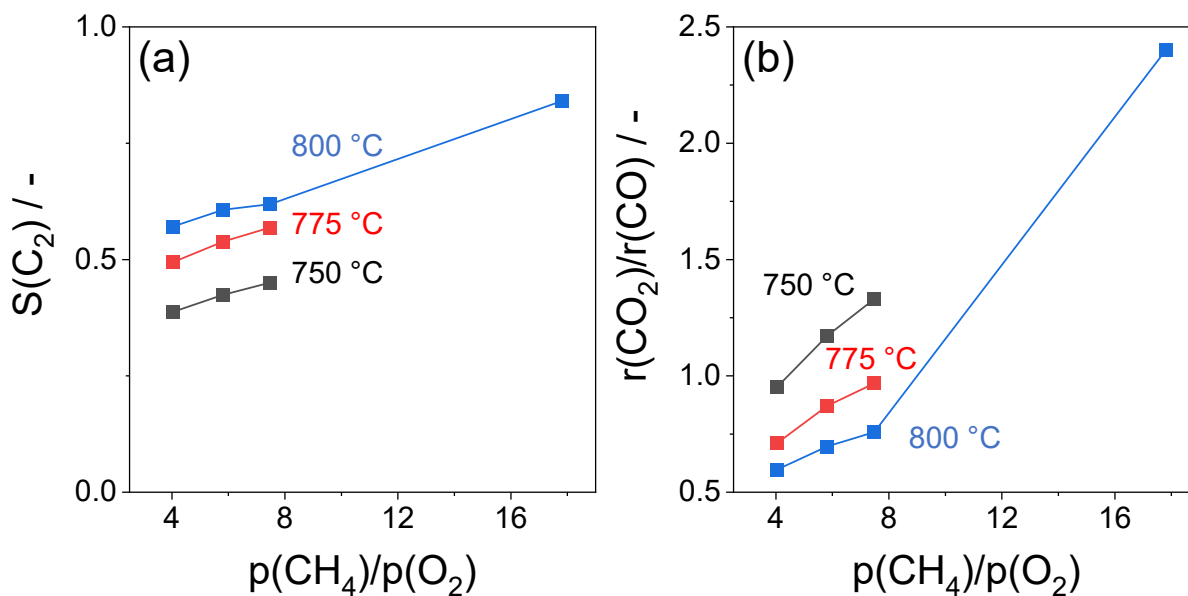 (a)
1.0
0.5
0.0
S(C₂) / -
800 °C
775 °C
750 °C
4
8
12
16
p(CH₄)/p(O₂)
(b)
2.5
2.0
1.5
1.0
0.5
r(CO₂)/r(CO) / -
750 °C
775 °C
800 °C
4
8
12
16
p(CH₄)/p(O₂)